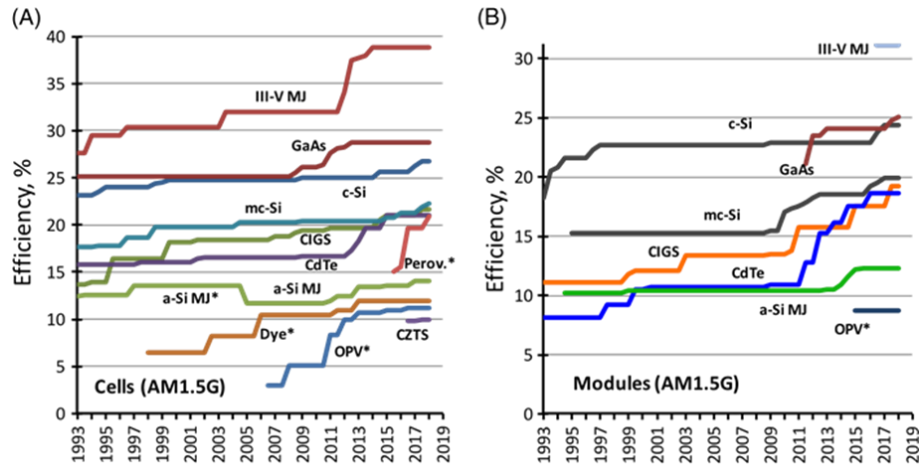 (A)
40
35
30
25
20
15
10
5
0
Efficiency, %
III-V MJ
GaAs
c-Si
mc-Si
CIGS
CdTe
Perov.*
a-Si MJ*
a-Si MJ
Dye*
OPV*
CZTS
Cells (AM1.5G)
1993
1995
1997
1999
2001
2003
2005
2007
2009
2011
2013
2015
2017
2019
(B)
30
25
20
15
10
5
0
Efficiency, %
III-V MJ
c-Si
GaAs
mc-Si
CIGS
CdTe
a-Si MJ
OPV*
Modules (AM1.5G)
1993
1995
1997
1999
2001
2003
2005
2007
2009
2011
2013
2015
2017
2019